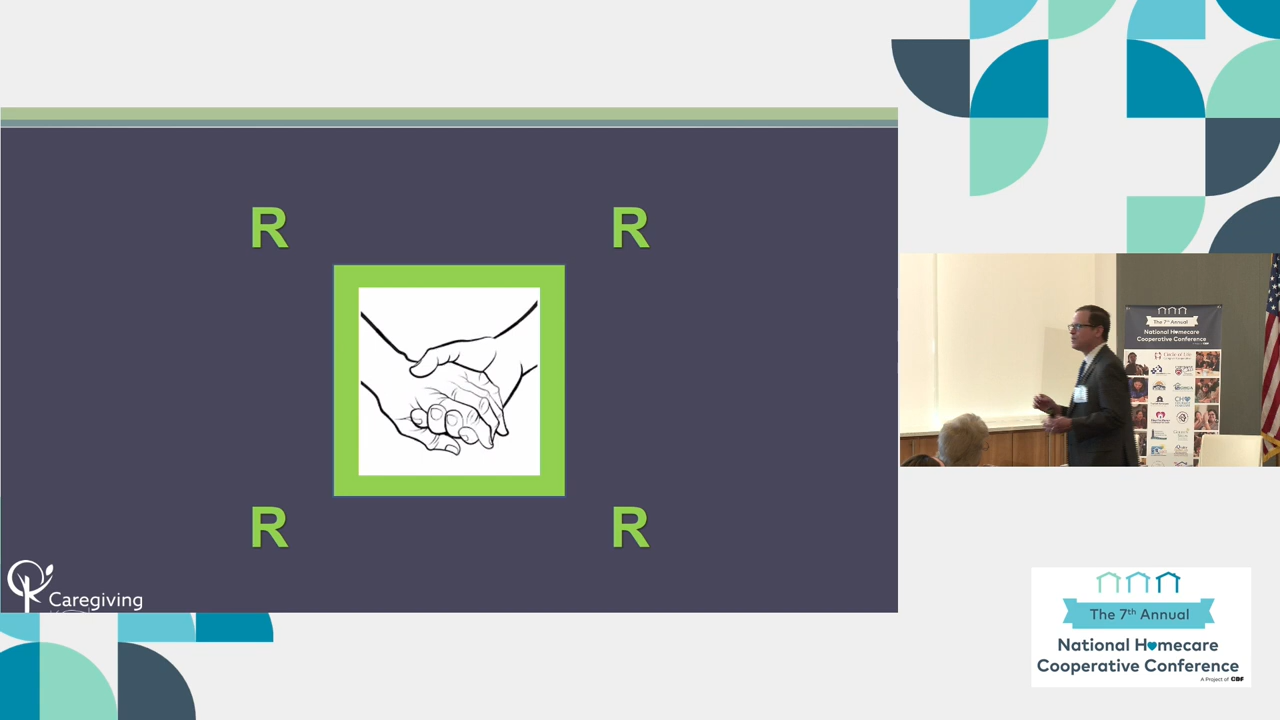 R R
R R
Caregiving
The 7th Annual
National Homecare
Cooperative Conference
The 7th Annual
National Homecare
Cooperative Conference
A Project of CDF